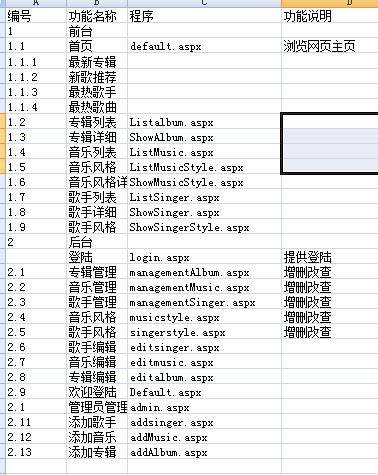 A B C D
编号 功能名称 程序 功能说明
1 前台
1.1 首页 default.aspx 浏览网页主页
1.1.1 最新专辑
1.1.2 新歌推荐
1.1.3 最热歌手
1.1.4 最热歌曲
1.2 专辑列表 Listalbum.aspx
1.3 专辑详细 ShowAlbum.aspx
1.4 音乐列表 ListMusic.aspx
1.5 音乐风格 ListMusicStyle.aspx
1.6 音乐风格详 ShowMusicStyle.aspx
1.7 歌手列表 ListSinger.aspx
1.8 歌手详细 ShowSinger.aspx
1.9 歌手风格 ShowSingerStyle.aspx
2 后台
登陆 login.aspx 提供登陆
2.1 专辑管理 managementAlbum.aspx 增删改查
2.2 音乐管理 managementMusic.aspx 增删改查
2.3 歌手管理 managementSinger.aspx 增删改查
2.4 音乐风格 musicstyle.aspx 增删改查
2.5 歌手风格 singerstyle.aspx 增删改查
2.6 歌手编辑 editsinger.aspx
2.7 音乐编辑 editmusic.aspx
2.8 专辑编辑 editalbum.aspx
2.9 欢迎登陆 Default.aspx
2.1 管理员管理 admin.aspx
2.11 添加歌手 addsinger.aspx
2.12 添加音乐 addMusic.aspx
2.13 添加专辑 addAlbum.aspx